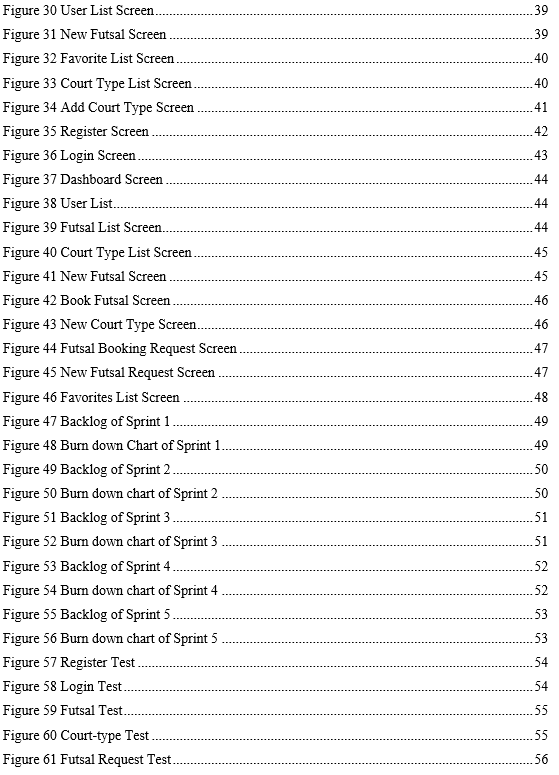 Figure 30 User List Screen 39
Figure 31 New Futsal Screen 39
Figure 32 Favorite List Screen 40
Figure 33 Court Type List Screen 40
Figure 34 Add Court Type Screen 41
Figure 35 Register Screen 42
Figure 36 Login Screen 43
Figure 37 Dashboard Screen 44
Figure 38 User List 44
Figure 39 Futsal List Screen 44
Figure 40 Court Type List Screen 45
Figure 41 New Futsal Screen 45
Figure 42 Book Futsal Screen 46
Figure 43 New Court Type Screen 46
Figure 44 Futsal Booking Request Screen 47
Figure 45 New Futsal Request Screen 47
Figure 46 Favorites List Screen 48
Figure 47 Backlog of Sprint 1 49
Figure 48 Burn down Chart of Sprint 1 49
Figure 49 Backlog of Sprint 2 50
Figure 50 Burn down chart of Sprint 2 50
Figure 51 Backlog of Sprint 3 51
Figure 52 Burn down chart of Sprint 3 51
Figure 53 Backlog of Sprint 4 52
Figure 54 Burn down chart of Sprint 4 52
Figure 55 Backlog of Sprint 5 53
Figure 56 Burn down chart of Sprint 5 53
Figure 57 Register Test 54
Figure 58 Login Test 54
Figure 59 Futsal Test 55
Figure 60 Court-type Test 55
Figure 61 Futsal Request Test 56